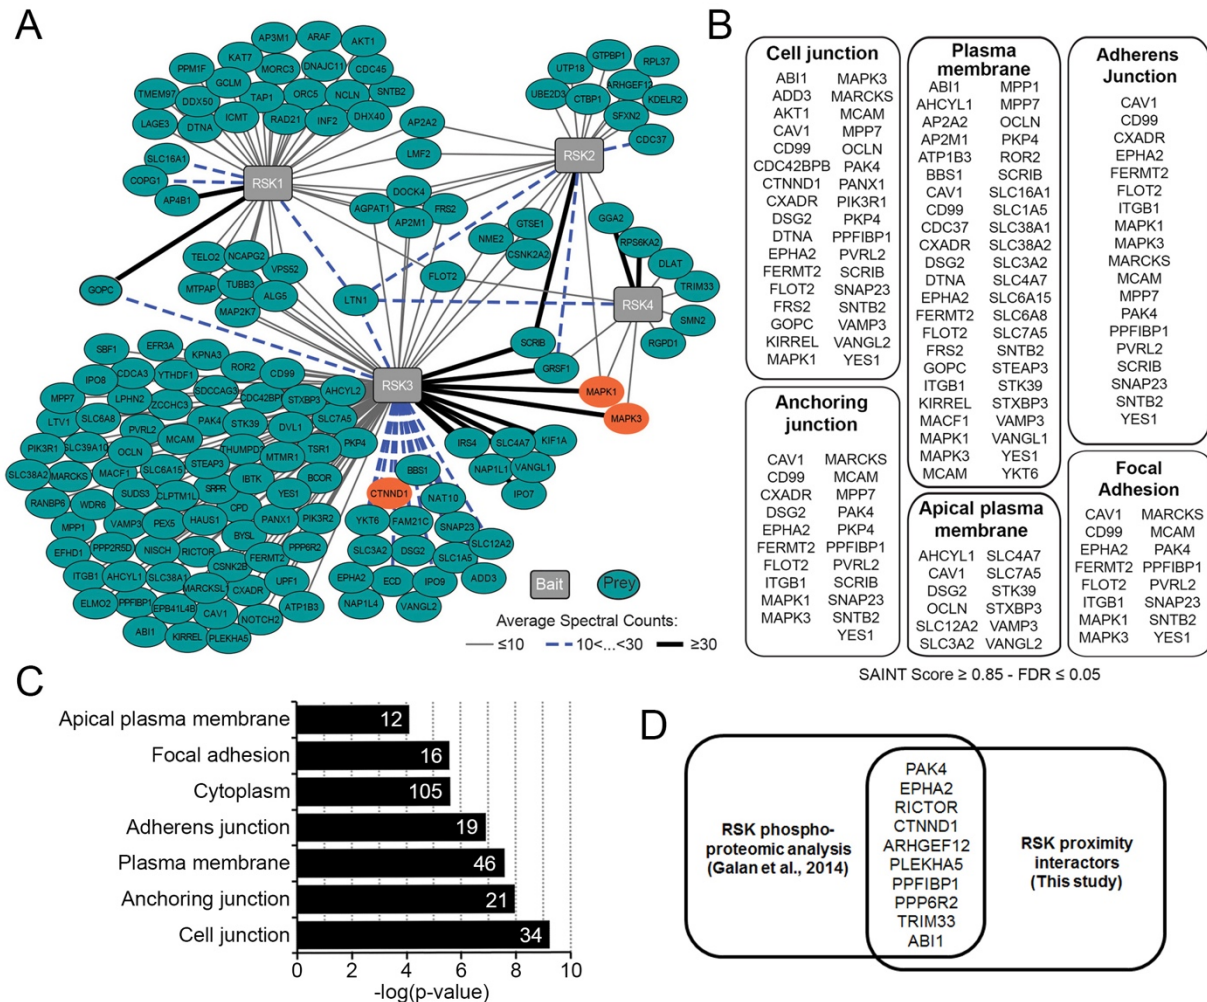 A
AP3M1
ARAF
AKT1
KAT7
MORC3
DNAJC11
CDC45
PPM1F
GCLM
ORC5
NCLN
SNTB2
TMEM97
DDX50
TAP1
LAGE3
DTNA
ICMT
RAD21
INF2
DHX40
SLC16A1
COPG1
AP4B1
RSK1
AP2A2
LMF2
DOCK4
AGPAT1
FRS2
AP2M1
UTP18
GTPBP1
RPL37
UBE2D3
CTBP1
ARHGEF12
KDELR2
SFXN2
CDC37
RSK2
GTSE1
NME2
CSNK2A2
GGA2
RPS6KA2
DLAT
TRIM33
RSK4
SMN2
RGPD1
TELO2
NCAPG2
VPS52
MTPAP
TUBB3
ALG5
MAP2K7
GOPC
FLOT2
LTN1
SCRIB
GRSF1
MAPK1
MAPK3
RSK3
SBF1
EFR3A
KPNA3
ROR2
CD99
IPO8
CDCA3
YTHDF1
SDCCAG3
CDC42BPB
AHCYL2
STXBP3
MPP7
LPHN2
ZCCHC3
SLC7A5
LTV1
SLC6A8
PAK4
STK39
DVL1
PVRL2
PIK3R1
SLC39A10
OCLN
MCAM
THUMPD1
TSR1
PKP4
MTMR1
SLC38A2
MARCKS
MACF1
SLC6A15
STEAP3
IBTK
BCOR
RANBP6
WDR6
SUDS3
CLPTM1L
SRPR
YES1
MPP1
VAMP3
PEX5
HAUS1
CPD
PANX1
PIK3R2
BYSL
EFHD1
PPP2R5D
NISCH
RICTOR
FERMT2
PPP6R2
CSNK2B
ITGB1
AHCYL1
SLC38A1
MARCKSL1
CXADR
UPF1
ELMO2
PPFIBP1
EPB41L4B
CAV1
NOTCH2
ATP1B3
ABI1
KIRREL
PLEKHA5
IRS4
SLC4A7
KIF1A
NAP1L1
VANGL1
IPO7
BBS1
CTNND1
NAT10
YKT6
FAM21C
SNAP23
SLC12A2
SLC3A2
DSG2
SLC1A5
EPHA2
ECD
IPO9
ADD3
NAP1L4
VANGL2
Bait
Prey
Average Spectral Counts:
≤10 10<...<30 ≥30
B
Cell junction
ABI1 MAPK3
ADD3 MARCKS
AKT1 MCAM
CAV1 MPP7
CD99 OCLN
CDC42BPB PAK4
CTNND1 PANX1
CXADR PIK3R1
DSG2 PKP4
DTNA PPFIBP1
EPHA2 PVRL2
FERMT2 SCRIB
FLOT2 SNAP23
FRS2 SNTB2
GOPC VAMP3
KIRREL VANGL2
MAPK1 YES1
Plasma
membrane
ABI1 MPP1
AHCYL1 MPP7
AP2A2 OCLN
AP2M1 PKP4
ATP1B3 ROR2
BBS1 SCRIB
CAV1 SLC16A1
CD99 SLC1A5
CDC37 SLC38A1
CXADR SLC38A2
DSG2 SLC3A2
DTNA SLC4A7
EPHA2 SLC6A15
FERMT2 SLC6A8
FLOT2 SLC7A5
FRS2 SNTB2
GOPC STEAP3
ITGB1 STK39
KIRREL STXBP3
MACF1 VAMP3
MAPK1 VANGL1
MAPK3 YES1
MCAM YKT6
Adherens
Junction
CAV1
CD99
CXADR
EPHA2
FERMT2
FLOT2
ITGB1
MAPK1
MAPK3
MARCKS
MCAM
MPP7
PAK4
PPFIBP1
PVRL2
SCRIB
SNAP23
SNTB2
YES1
Anchoring
junction
CAV1 MARCKS
CD99 MCAM
CXADR MPP7
DSG2 PAK4
EPHA2 PKP4
FERMT2 PPFIBP1
FLOT2 PVRL2
ITGB1 SCRIB
MAPK1 SNAP23
MAPK3 SNTB2
YES1
Apical plasma
membrane
AHCYL1 SLC4A7
CAV1 SLC7A5
DSG2 STK39
OCLN STXBP3
SLC12A2 VAMP3
SLC3A2 VANGL2
Focal
Adhesion
CAV1 MARCKS
CD99 MCAM
EPHA2 PAK4
FERMT2 PPFIBP1
FLOT2 PVRL2
ITGB1 SNAP23
MAPK1 SNTB2
MAPK3 YES1
SAINT Score ≥ 0.85 - FDR ≤ 0.05
C
Apical plasma membrane 12
Focal adhesion 16
Cytoplasm 105
Adherens junction 19
Plasma membrane 46
Anchoring junction 21
Cell junction 34
0 2 4 6 8 10
-log(p-value)
D
RSK phospho-
proteomic analysis
(Galan et al., 2014)
PAK4
EPHA2
RICTOR
CTNND1
ARHGEF12
PLEKHA5
PPFIBP1
PPP6R2
TRIM33
ABI1
RSK proximity
interactors
(This study)